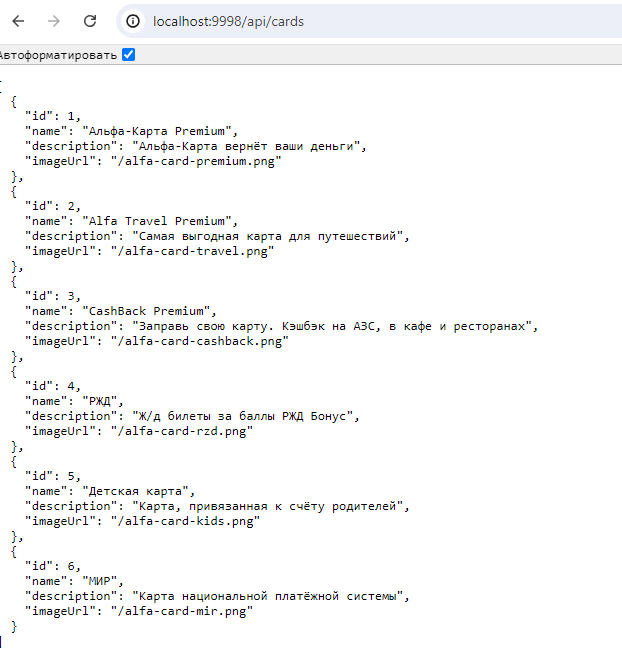 localhost:9998/api/cards
Автоформатировать
[
  {
    "id": 1,
    "name": "Альфа-Карта Premium",
    "description": "Альфа-Карта вернёт ваши деньги",
    "imageUrl": "/alfa-card-premium.png"
  },
  {
    "id": 2,
    "name": "Alfa Travel Premium",
    "description": "Самая выгодная карта для путешествий",
    "imageUrl": "/alfa-card-travel.png"
  },
  {
    "id": 3,
    "name": "CashBack Premium",
    "description": "Заправь свою карту. Кэшбэк на АЗС, в кафе и ресторанах",
    "imageUrl": "/alfa-card-cashback.png"
  },
  {
    "id": 4,
    "name": "РЖД",
    "description": "Ж/д билеты за баллы РЖД Бонус",
    "imageUrl": "/alfa-card-rzd.png"
  },
  {
    "id": 5,
    "name": "Детская карта",
    "description": "Карта, привязанная к счёту родителей",
    "imageUrl": "/alfa-card-kids.png"
  },
  {
    "id": 6,
    "name": "МИР",
    "description": "Карта национальной платёжной системы",
    "imageUrl": "/alfa-card-mir.png"
  }
]